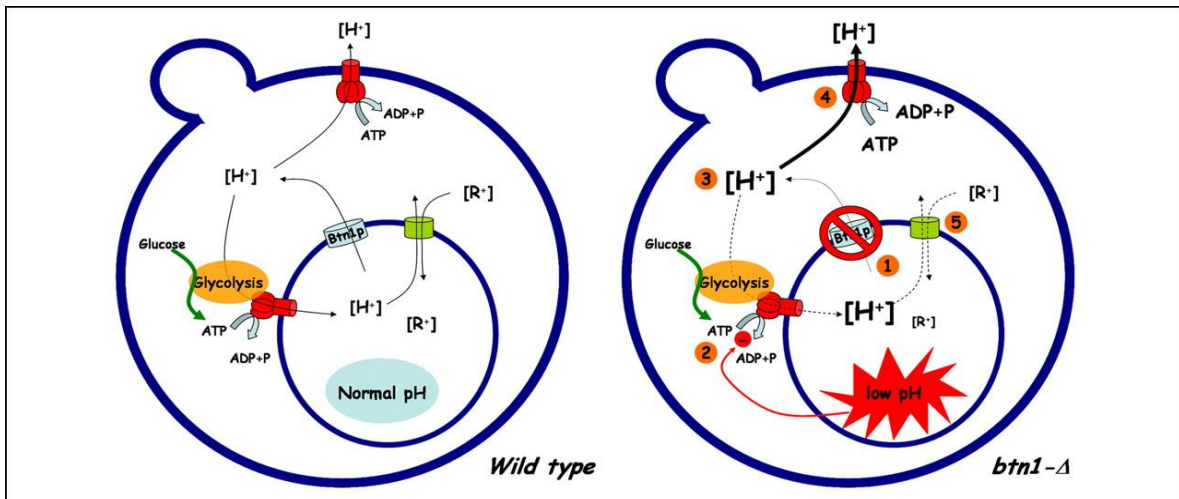 [H⁺]
ADP+P
ATP
[H⁺]
[R⁺]
Btn1p
Glucose
Glycolysis
[H⁺]
[R⁺]
ATP
ADP+P
Normal pH
Wild type
[H⁺]
4
ADP+P
ATP
3
[H⁺]
[R⁺]
5
Btn1p
1
Glucose
Glycolysis
[H⁺]
[R⁺]
ATP
2
-
ADP+P
low pH
btn1-Δ